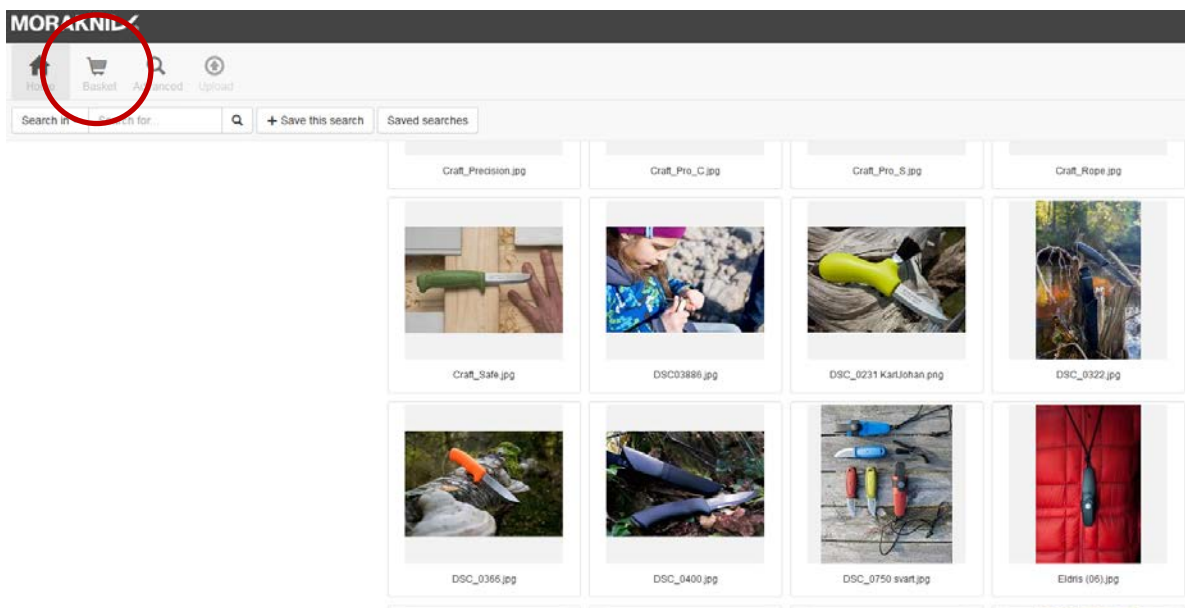 MORAKNIV
Home Basket Advanced Upload
Search in Search for... + Save this search Saved searches
Craft_Precision.jpg Craft_Pro_C.jpg Craft_Pro_S.jpg Craft_Rope.jpg
Craft_Safe.jpg DSC03886.jpg DSC_0231 KarlJohan.png DSC_0322.jpg
DSC_0366.jpg DSC_0400.jpg DSC_0750 svart.jpg Eldris (06).jpg